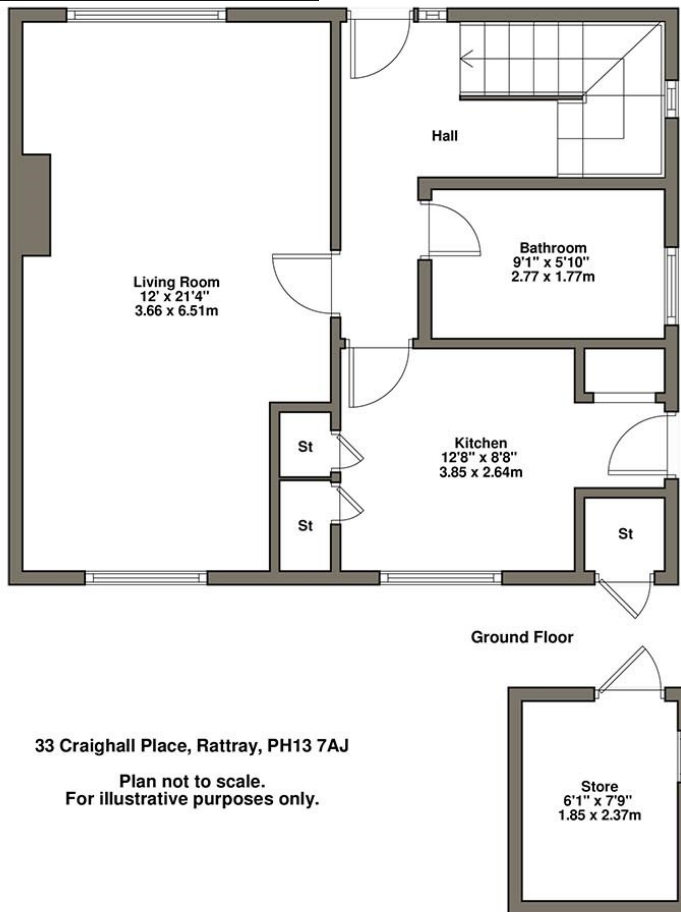 Hall
Bathroom
9'1" x 5'10"
2.77 x 1.77m
Living Room
12' x 21'4"
3.66 x 6.51m
Kitchen
12'8" x 8'8"
3.85 x 2.64m
St
St
St
Ground Floor
33 Craighall Place, Rattray, PH13 7AJ
Plan not to scale.
For illustrative purposes only.
Store
6'1" x 7'9"
1.85 x 2.37m